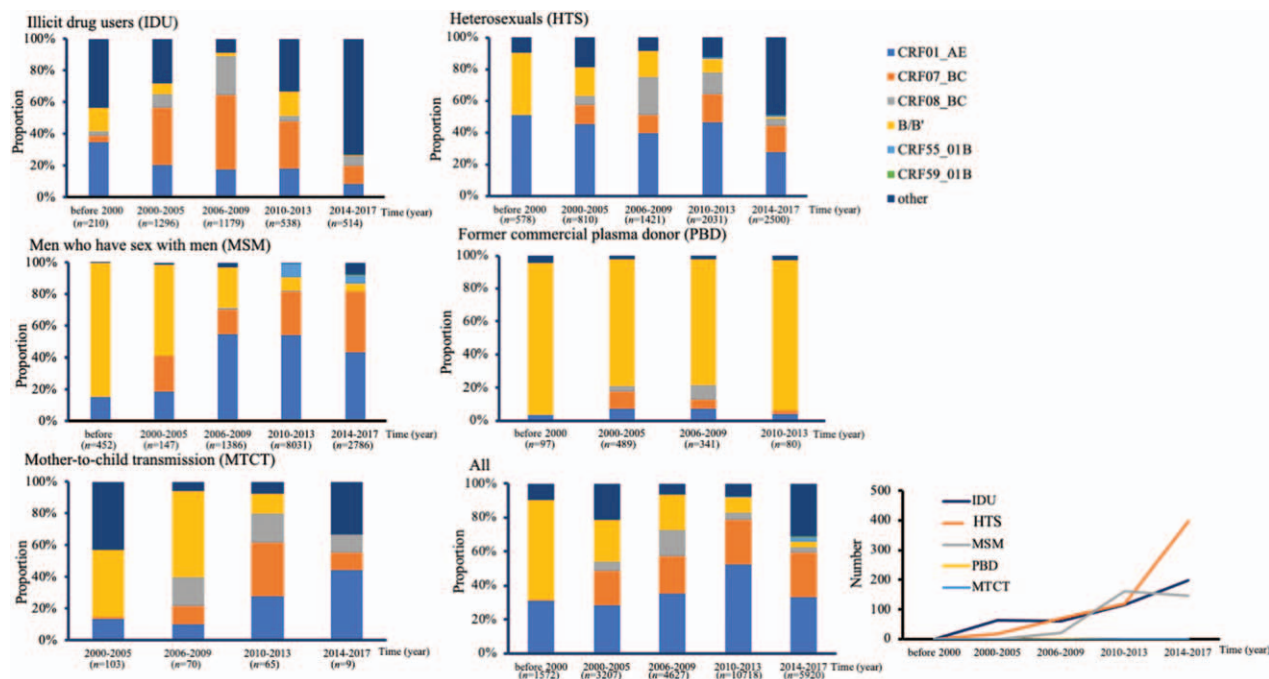 Illicit drug users (IDU)
100%
80%
60%
40%
20%
0%
Proportion
before 2000 2000-2005 2006-2009 2010-2013 2014-2017 Time (year)
(n=210) (n=1296) (n=1179) (n=538) (n=514)
Heterosexuals (HTS)
100%
80%
60%
40%
20%
0%
Proportion
before 2000 2000-2005 2006-2009 2010-2013 2014-2017 Time (year)
(n=578) (n=810) (n=1421) (n=2031) (n=2500)
CRF01_AE
CRF07_BC
CRF08_BC
B/B'
CRF55_01B
CRF59_01B
other
Men who have sex with men (MSM)
100%
80%
60%
40%
20%
0%
Proportion
before 2000-2005 2006-2009 2010-2013 2014-2017 Time (year)
(n=452) (n=147) (n=1386) (n=8031) (n=2786)
Former commercial plasma donor (PBD)
100%
80%
60%
40%
20%
0%
Proportion
before 2000 2000-2005 2006-2009 2010-2013 Time (year)
(n=97) (n=489) (n=341) (n=80)
Mother-to-child transmission (MTCT)
100%
80%
60%
40%
20%
0%
Proportion
2000-2005 2006-2009 2010-2013 2014-2017 Time (year)
(n=103) (n=70) (n=65) (n=9)
All
100%
80%
60%
40%
20%
0%
Proportion
before 2000 2000-2005 2006-2009 2010-2013 2014-2017
(n=1572) (n=3207) (n=4627) (n=10718) (n=5920)
500
400
300
200
100
0
Number
IDU
HTS
MSM
PBD
MTCT
before 2000 2000-2005 2006-2009 2010-2013 2014-2017
Time (year)